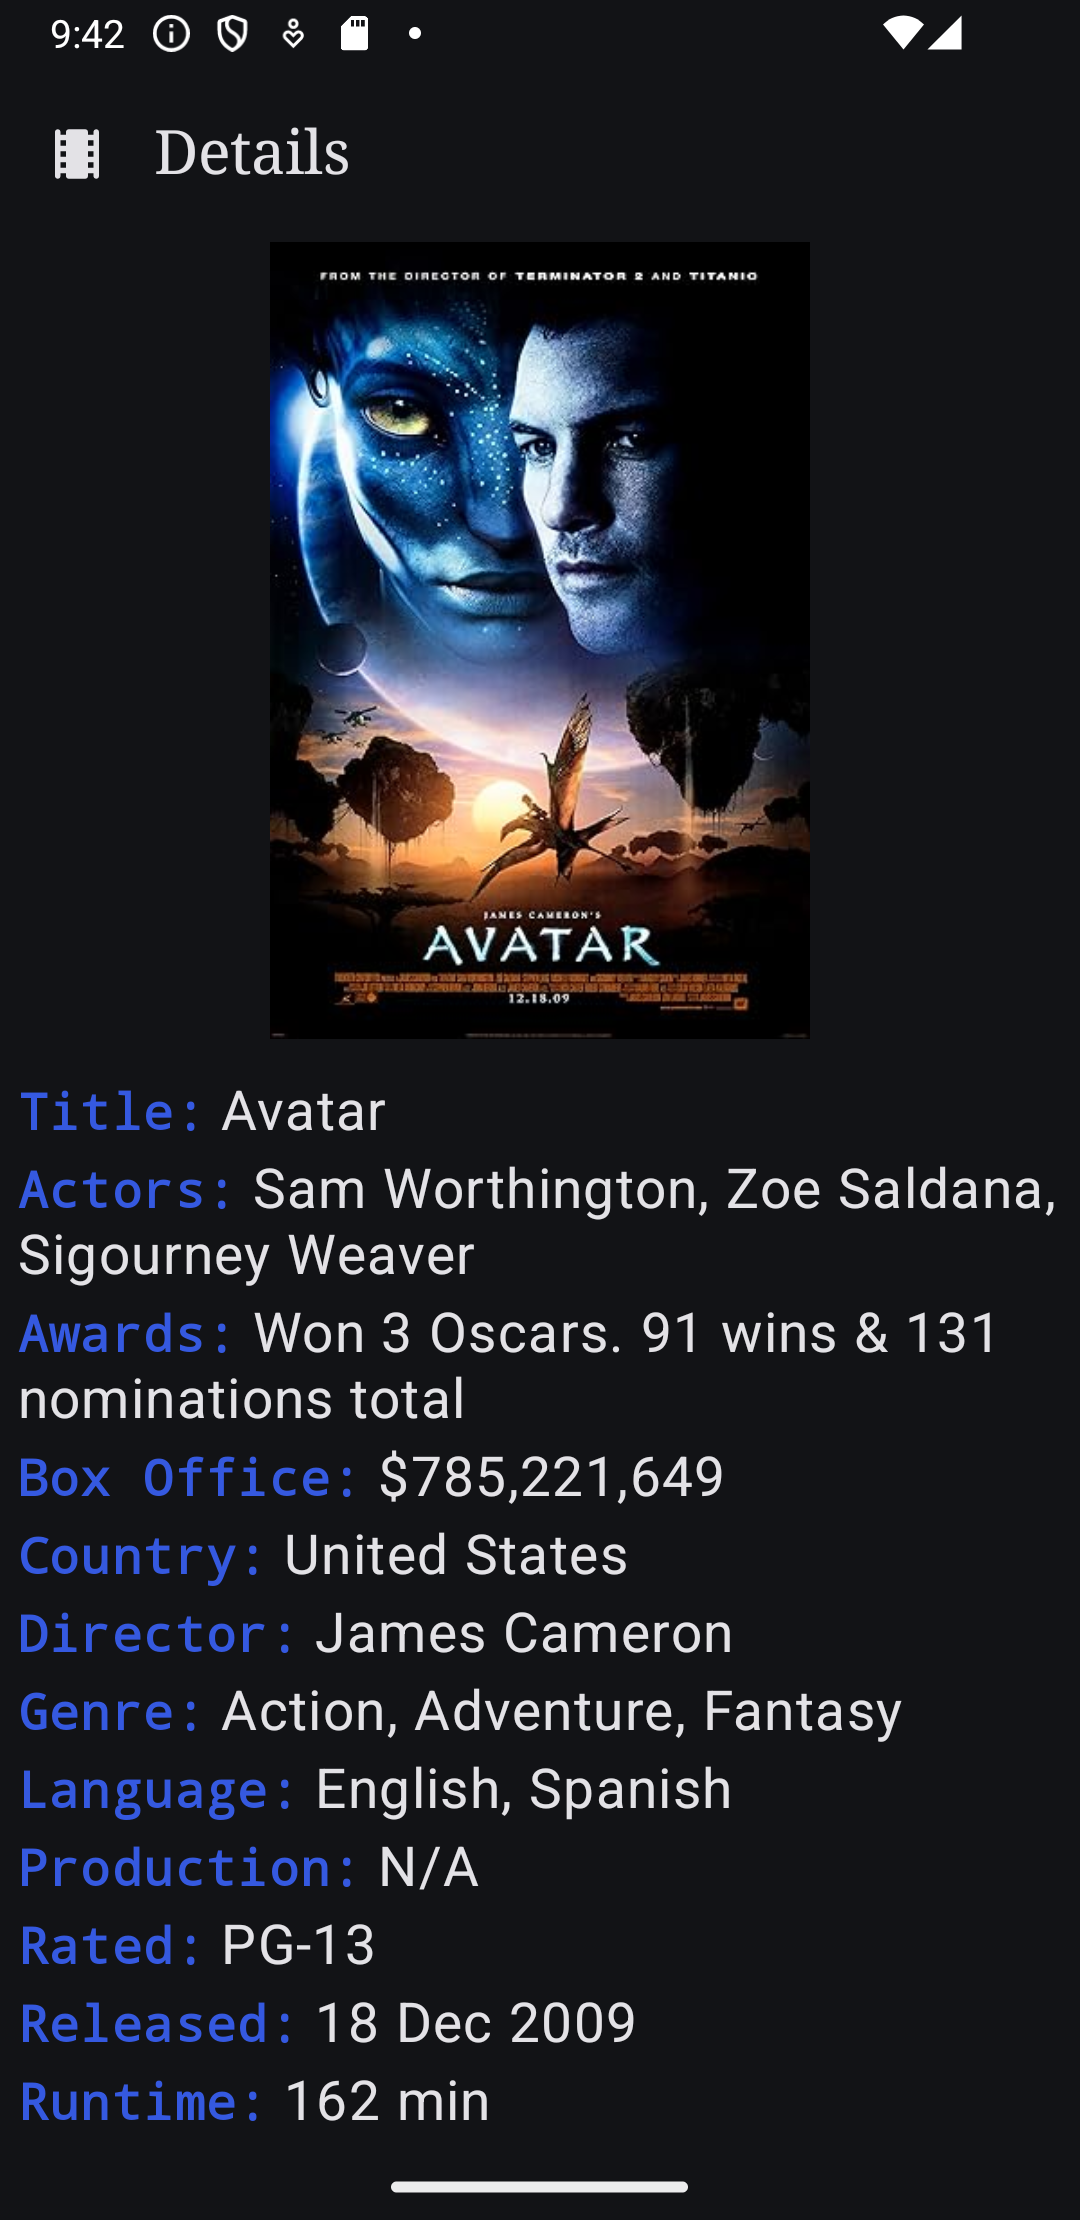 9:42
Details
FROM THE DIRECTOR OF TERMINATOR 2 AND TITANIC
JAMES CAMERON'S
AVATAR
12.18.09
Title: Avatar
Actors: Sam Worthington, Zoe Saldana,
Sigourney Weaver
Awards: Won 3 Oscars. 91 wins & 131
nominations total
Box Office: $785,221,649
Country: United States
Director: James Cameron
Genre: Action, Adventure, Fantasy
Language: English, Spanish
Production: N/A
Rated: PG-13
Released: 18 Dec 2009
Runtime: 162 min